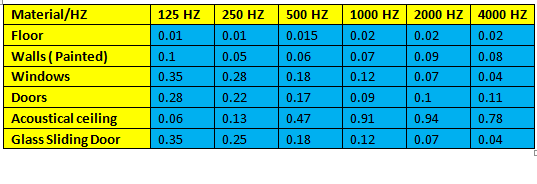 Material/HZ 125 HZ 250 HZ 500 HZ 1000 HZ 2000 HZ 4000 HZ
Floor 0.01 0.01 0.015 0.02 0.02 0.02
Walls ( Painted) 0.1 0.05 0.06 0.07 0.09 0.08
Windows 0.35 0.28 0.18 0.12 0.07 0.04
Doors 0.28 0.22 0.17 0.09 0.1 0.11
Acoustical ceiling 0.06 0.13 0.47 0.91 0.94 0.78
Glass Sliding Door 0.35 0.25 0.18 0.12 0.07 0.04